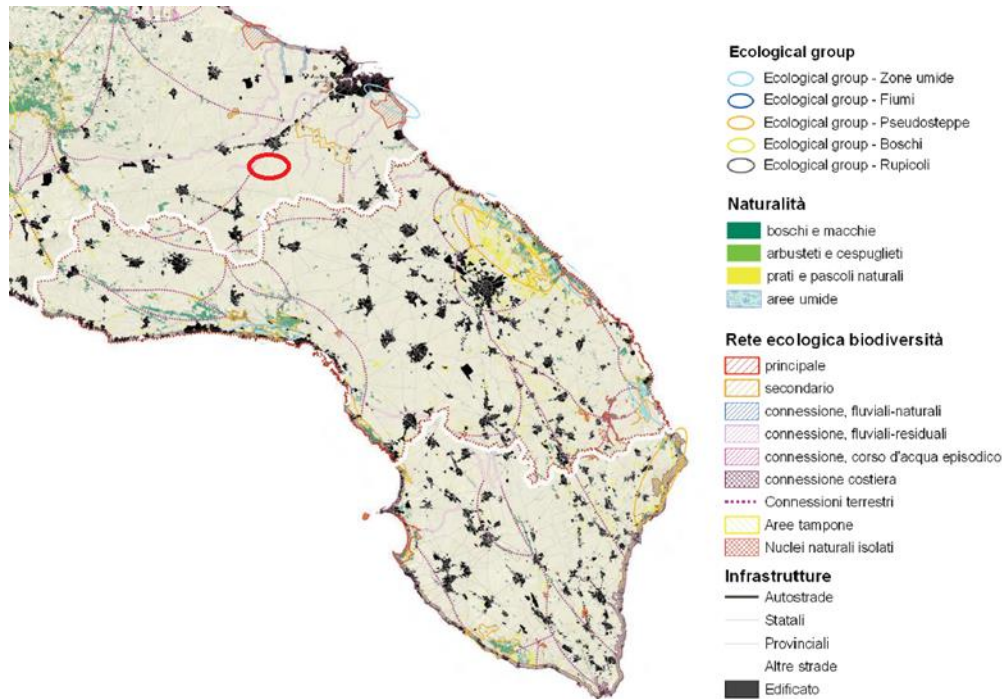 Ecological group
Ecological group - Zone umide
Ecological group - Fiumi
Ecological group - Pseudosteppe
Ecological group - Boschi
Ecological group - Rupicoli
Naturalità
boschi e macchie
arbusteti e cespuglieti
prati e pascoli naturali
aree umide
Rete ecologica biodiversità
principale
secondario
connessione, fluviali-naturali
connessione, fluviali-residuali
connessione, corso d'acqua episodico
connessione costiera
Connessioni terrestri
Aree tampone
Nuclei naturali isolati
Infrastrutture
Autostrade
Statali
Provinciali
Altre strade
Edificato